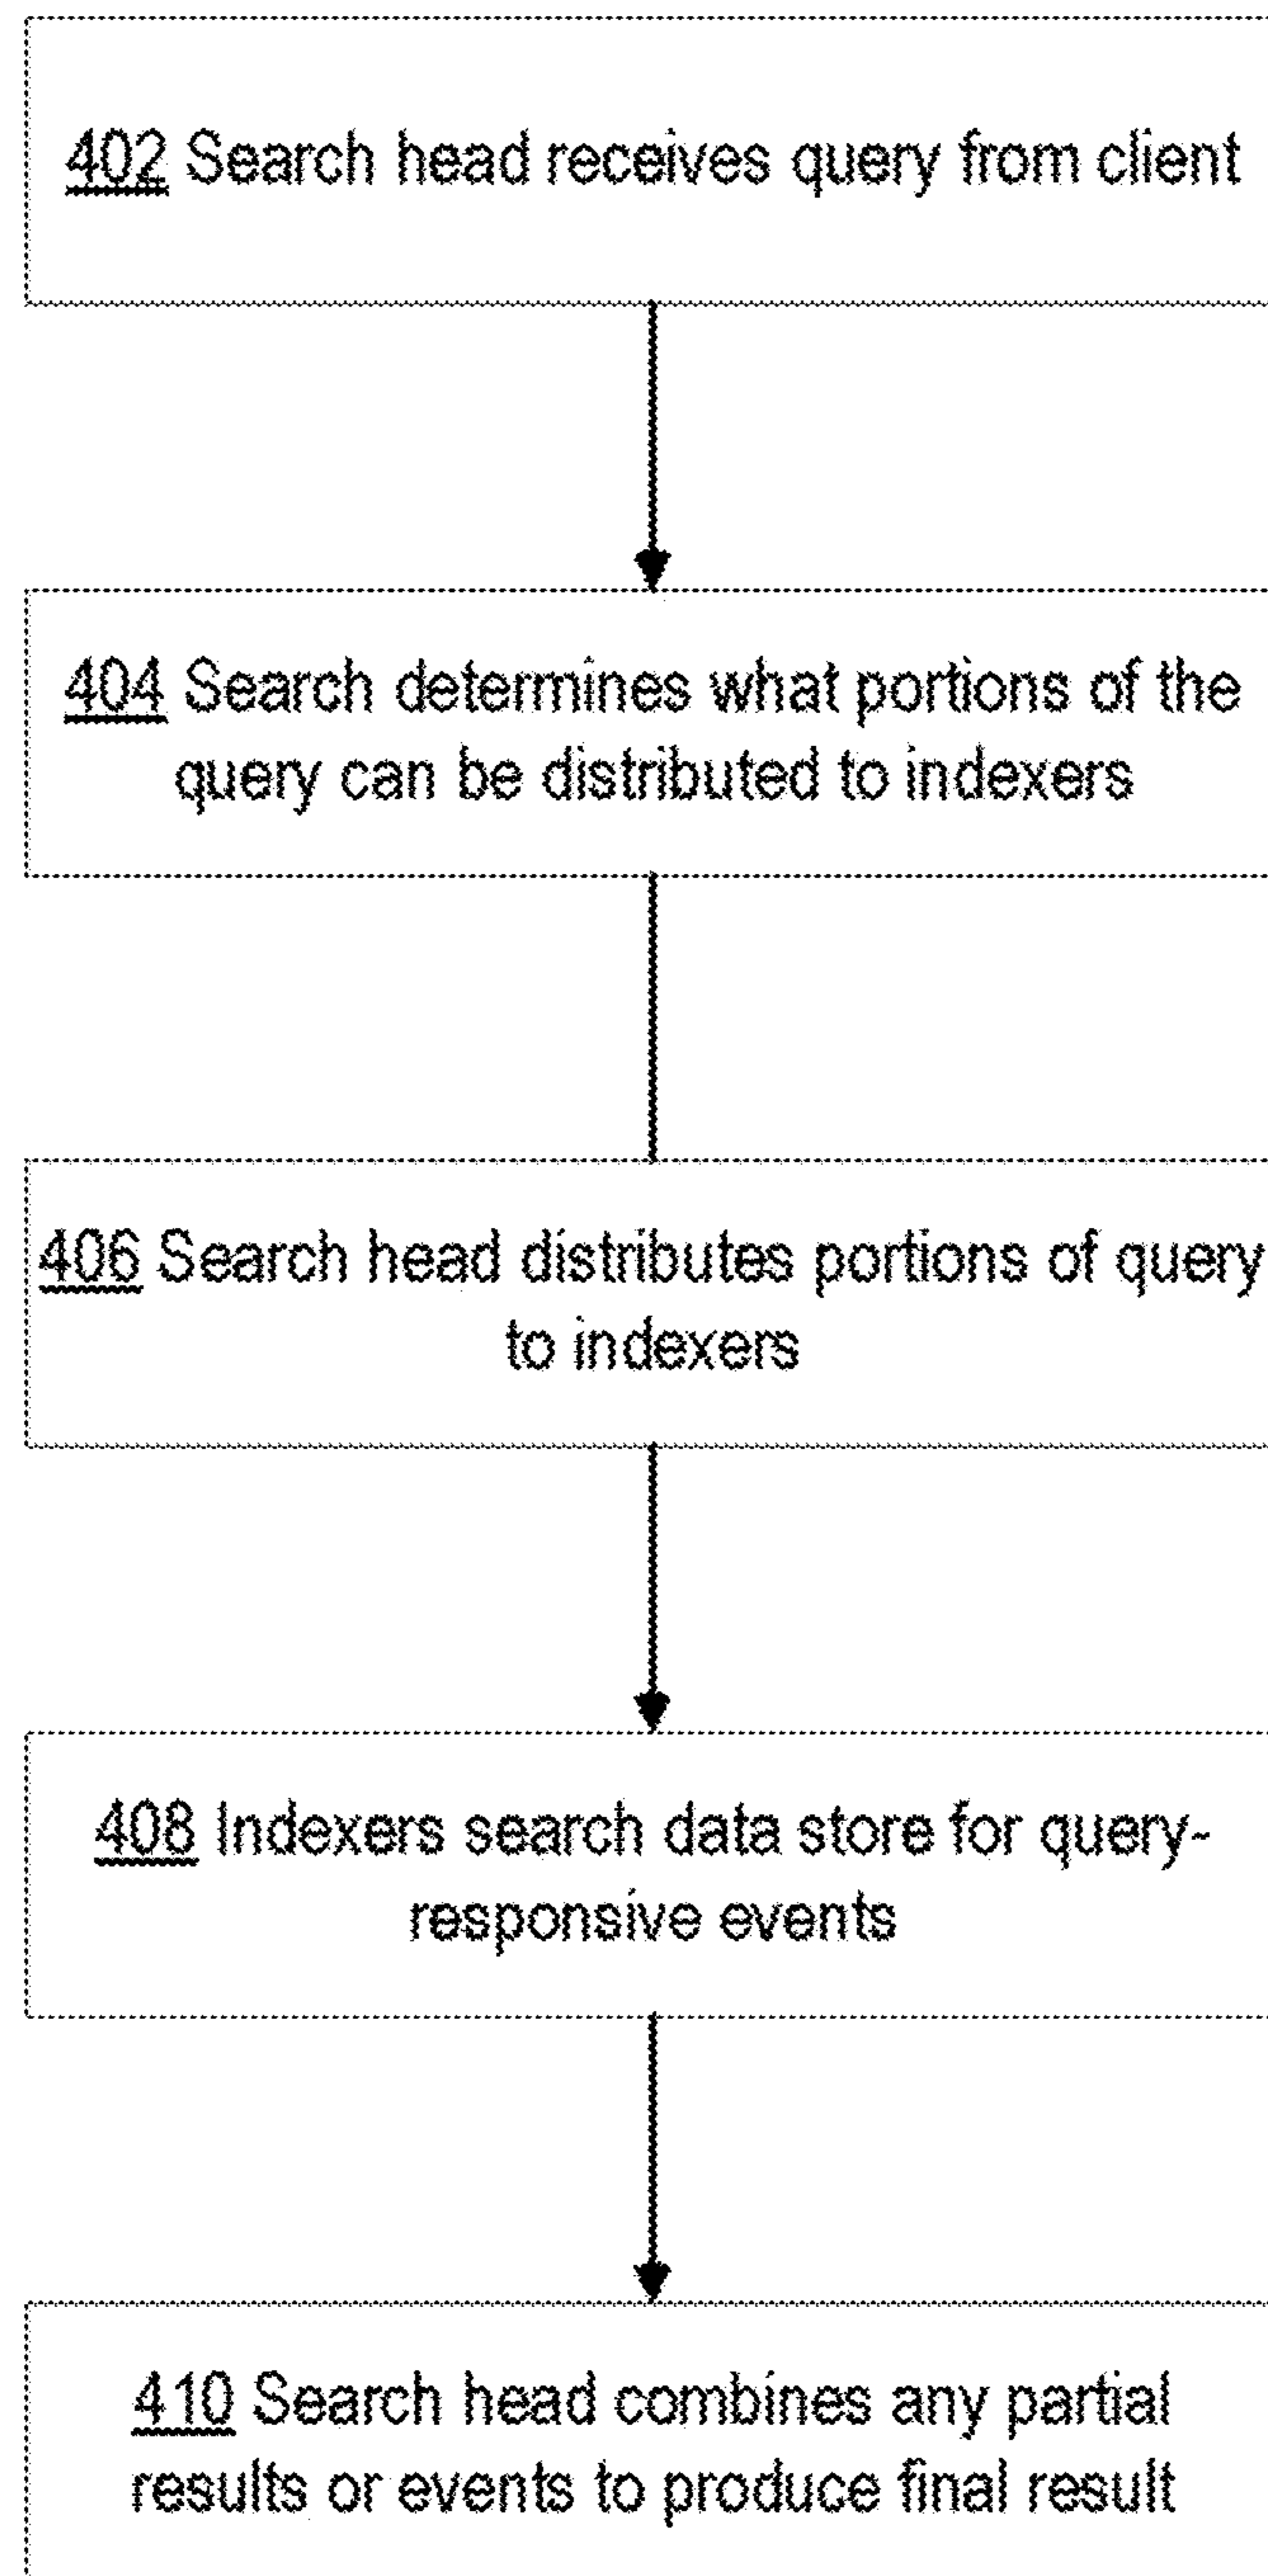 402 Search head receives query from client
404 Search determines what portions of the
query can be distributed to indexers
406 Search head distributes portions of query
to indexers
408 Indexers search data store for query-
responsive events
410 Search head combines any partial
results or events to produce final result